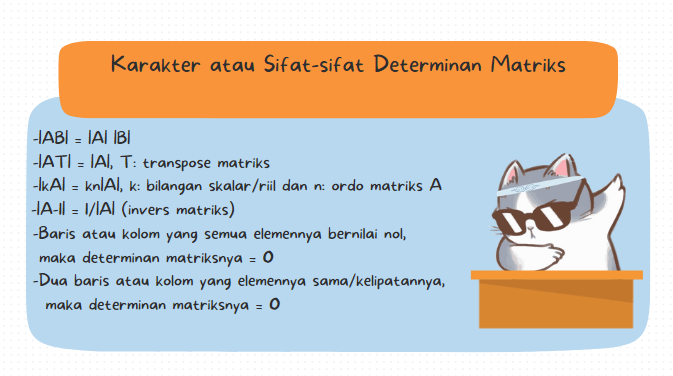 Karakter atau Sifat-sifat Determinan Matriks
-|AB| = |A| |B|
-|AT| = |A|, T: transpose matriks
-|kA| = kn|A|, k: bilangan skalar/riil dan n: ordo matriks A
-|A-1| = 1/|A| (invers matriks)
-Baris atau kolom yang semua elemennya bernilai nol,
maka determinan matriksnya = 0
-Dua baris atau kolom yang elemennya sama/kelipatannya,
maka determinan matriksnya = 0